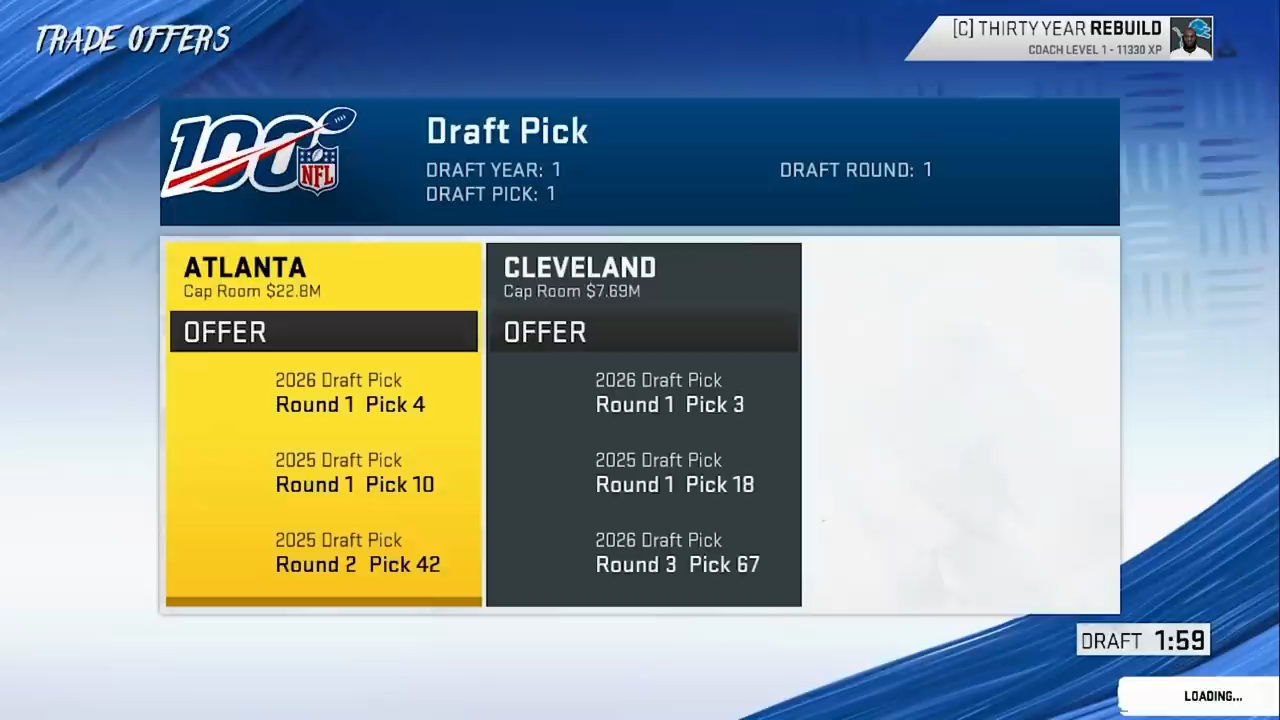 TRADE OFFERS
[C] THIRTY YEAR REBUILD
COACH LEVEL 1 - 11330 XP
100
NFL
Draft Pick
DRAFT YEAR: 1
DRAFT ROUND: 1
DRAFT PICK: 1
ATLANTA
Cap Room $22.8M
OFFER
2026 Draft Pick
Round 1 Pick 4
2025 Draft Pick
Round 1 Pick 10
2025 Draft Pick
Round 2 Pick 42
CLEVELAND
Cap Room $7.69M
OFFER
2026 Draft Pick
Round 1 Pick 3
2025 Draft Pick
Round 1 Pick 18
2026 Draft Pick
Round 3 Pick 67
DRAFT 1:59
LOADING...